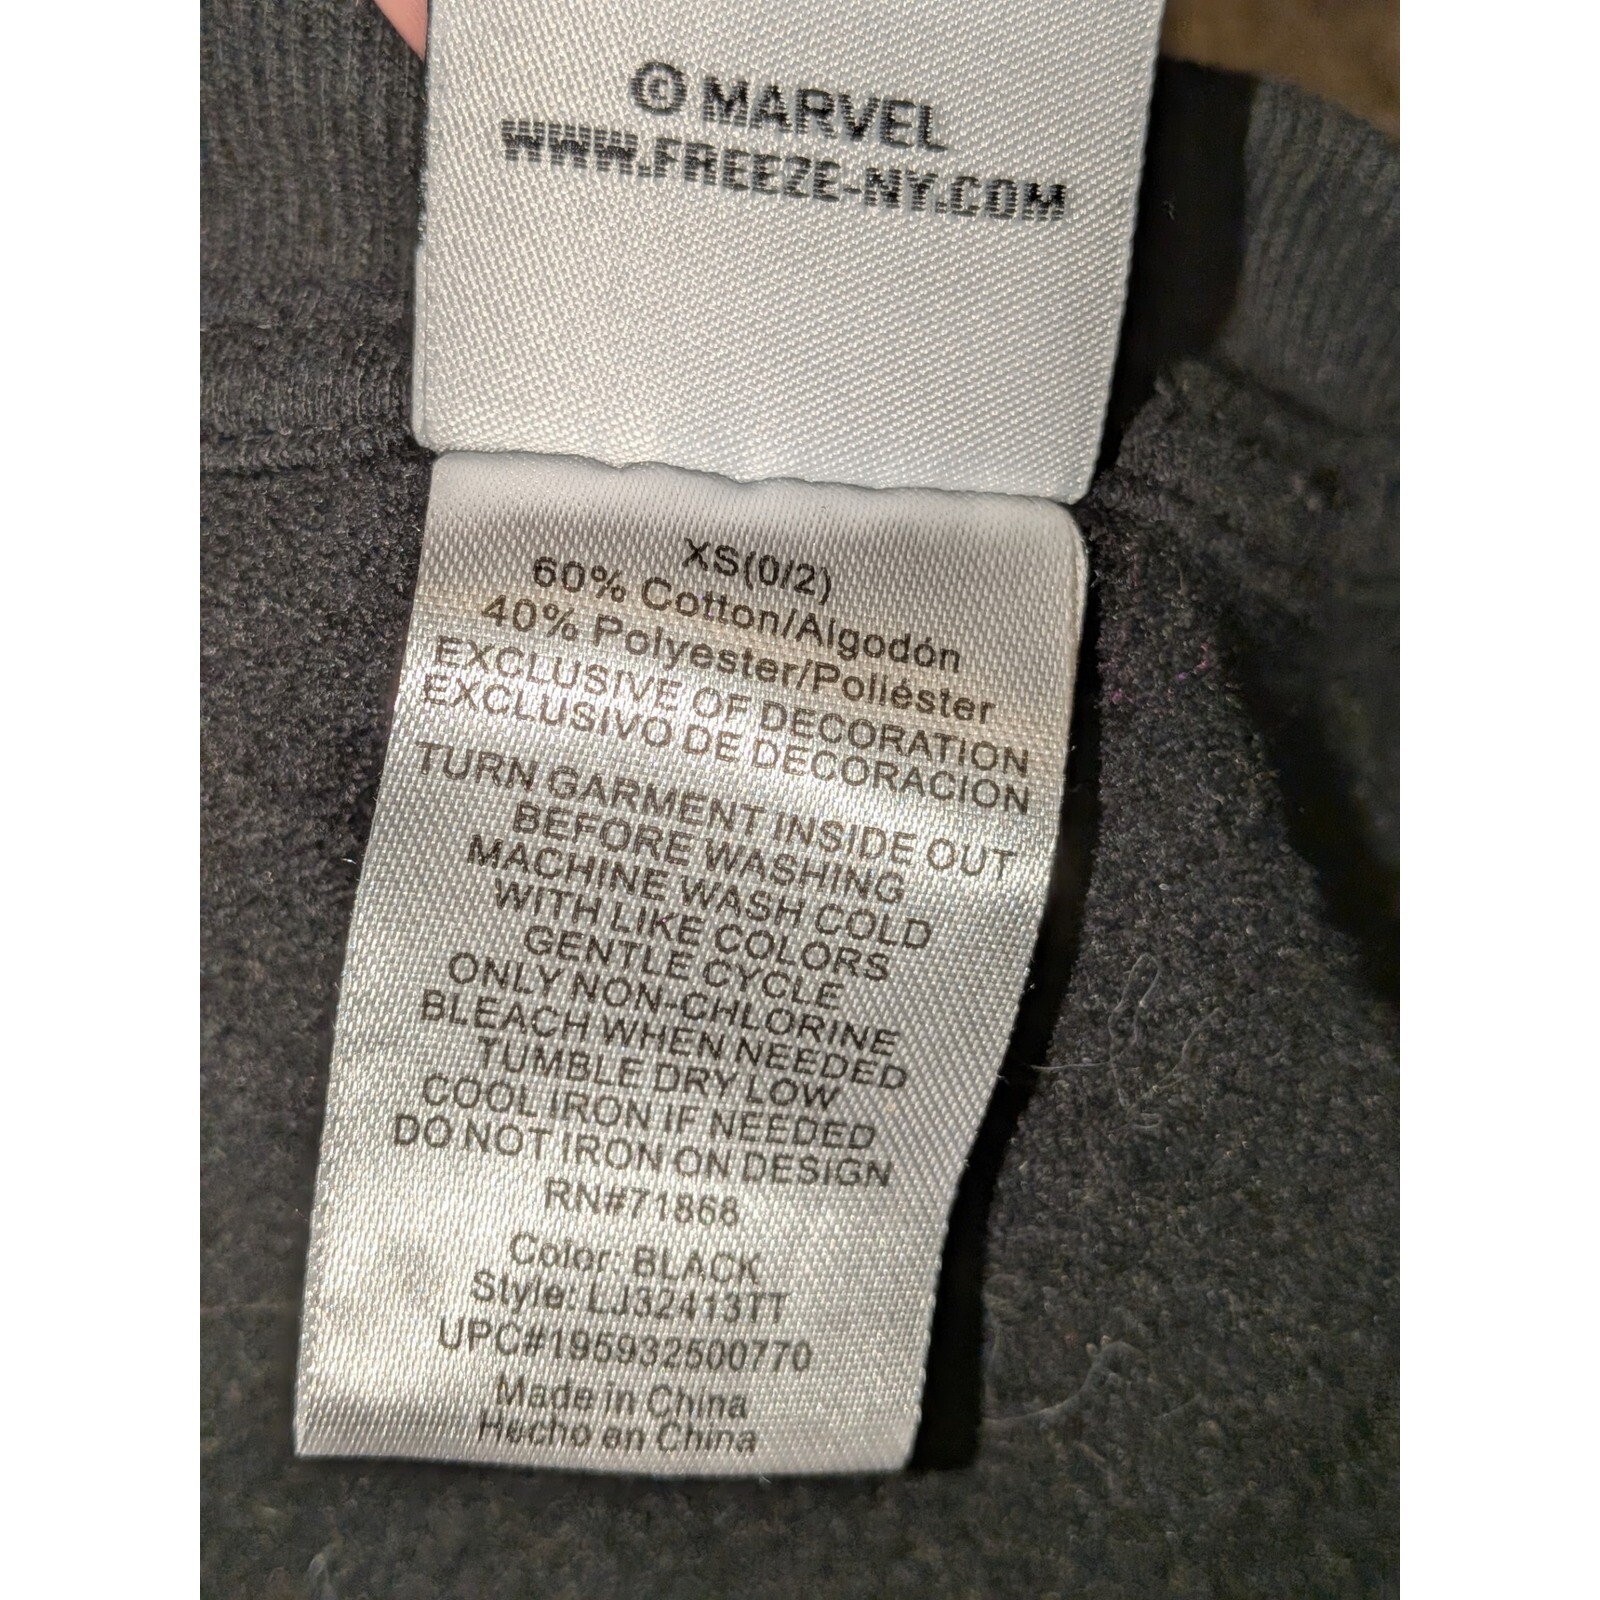 © MARVEL
WWW.FREEZE-NY.COM
XS(0/2)
60% Cotton/Algodón
40% Polyester/Poliéster
EXCLUSIVE OF DECORATION
EXCLUSIVO DE DECORACION
TURN GARMENT INSIDE OUT
BEFORE WASHING
MACHINE WASH COLD
WITH LIKE COLORS
GENTLE CYCLE
ONLY NON-CHLORINE
BLEACH WHEN NEEDED
TUMBLE DRY LOW
COOL IRON IF NEEDED
DO NOT IRON ON DESIGN
RN#71868
Color: BLACK
Style: LJ32413TT
UPC#195932500770
Made in China
Hecho en China